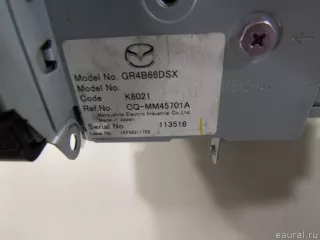 Model No. GR4B66DSX
Model No.
Code K6021
Ref.No. CQ-MM45701A
Matsushita Electric Industrial Co.,Ltd.
Made in Japan
Serial No 113516
eaural.ru